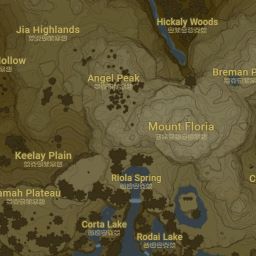 Hickaly Woods
Jia Highlands
ollow
Angel Peak
Breman P
Mount Floria
Keelay Plain
Riola Spring
mah Plateau
C
Corta Lake
Rodai Lake